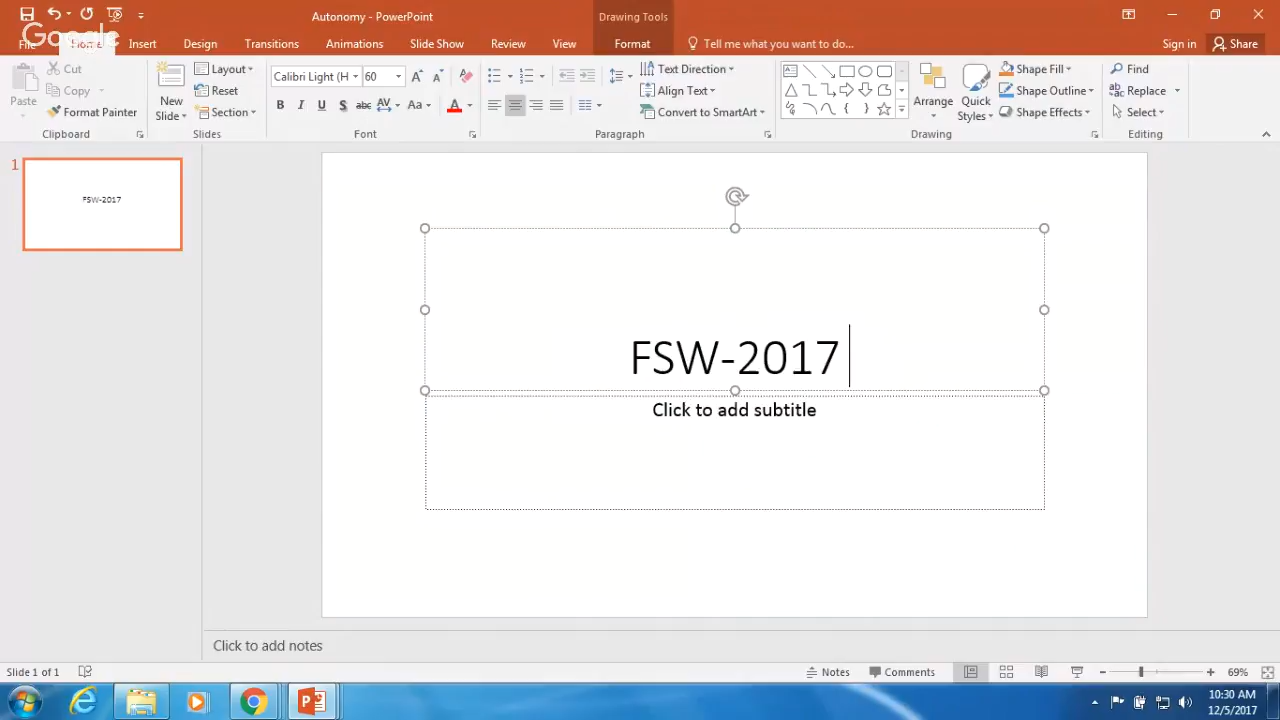 Autonomy - PowerPoint
Drawing Tools
Google
File
Home
Insert
Design
Transitions
Animations
Slide Show
Review
View
Format
Tell me what you want to do...
Sign in
Share
Paste
Cut
Copy
Format Painter
Clipboard
New Slide
Layout
Reset
Section
Slides
Calibri Light (H
60
B I U S abc AV Aa A
Font
Paragraph
Text Direction
Align Text
Convert to SmartArt
Arrange
Quick Styles
Shape Fill
Shape Outline
Shape Effects
Drawing
Find
Replace
Select
Editing
1
FSW-2017
FSW-2017
Click to add subtitle
Click to add notes
Slide 1 of 1
Notes
Comments
69%
10:30 AM
12/5/2017